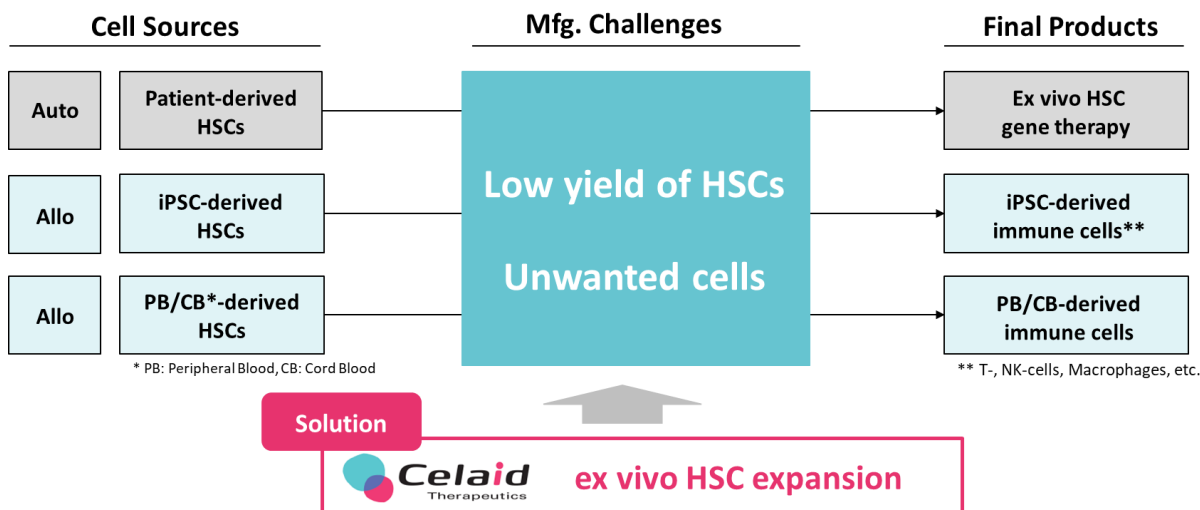 Cell Sources
Mfg. Challenges
Final Products
Auto
Patient-derived
HSCs
Ex vivo HSC
gene therapy
Low yield of HSCs
Allo
iPSC-derived
HSCs
iPSC-derived
immune cells**
Unwanted cells
Allo
PB/CB*-derived
HSCs
PB/CB-derived
immune cells
* PB: Peripheral Blood, CB: Cord Blood
** T-, NK-cells, Macrophages, etc.
Solution
Celaid
Therapeutics
ex vivo HSC expansion